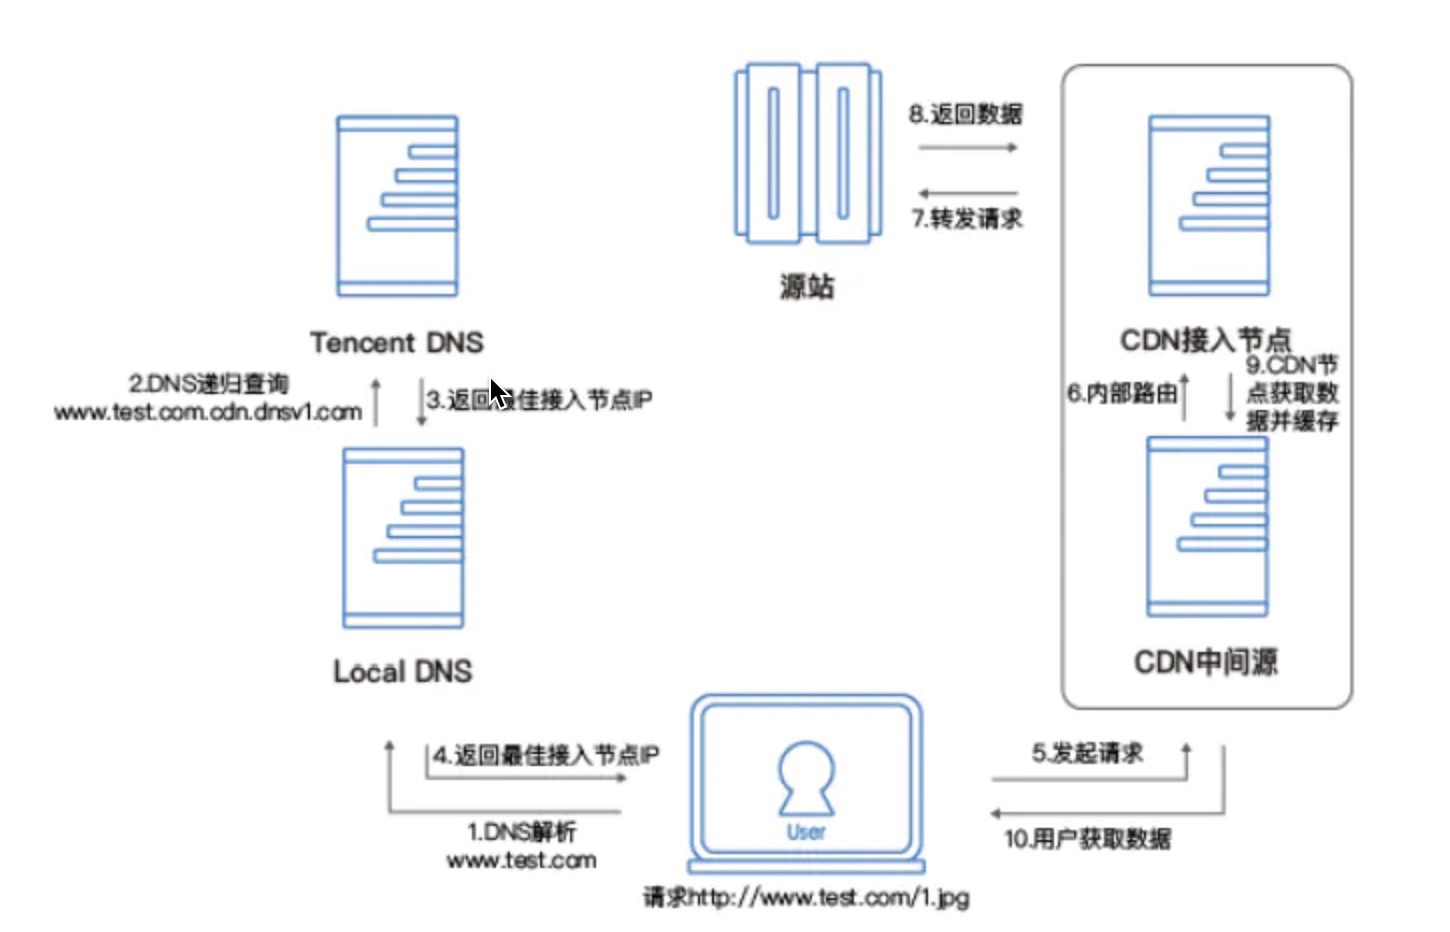 8.返回数据
7.转发请求
源站
Tencent DNS
CDN接入节点
2.DNS递归查询
www.test.com.cdn.dnsv1.com
3.返回最佳接入节点IP
6.内部路由
9.CDN节
点获取数
据并缓存
Local DNS
CDN中间源
4.返回最佳接入节点IP
5.发起请求
1.DNS解析
www.test.com
User
10.用户获取数据
请求http://www.test.com/1.jpg